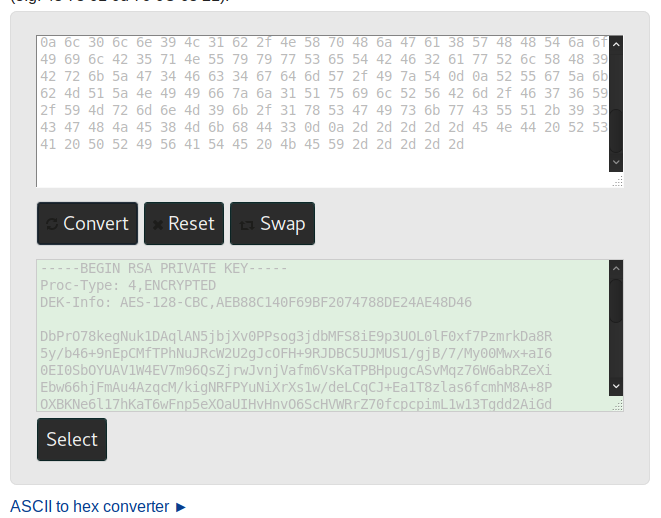 0a 6c 30 6c 6e 39 4c 31 62 2f 4e 58 70 48 6a 47 61 38 57 48 48 54 6a 6f
49 69 6c 42 35 71 4e 55 79 79 77 53 65 54 42 46 32 61 77 52 6c 58 48 39
42 72 6b 5a 47 34 46 63 34 67 64 6d 57 2f 49 7a 54 0d 0a 52 55 67 5a 6b
62 4d 51 5a 4e 49 49 66 7a 6a 31 51 75 69 6c 52 56 42 6d 2f 46 37 36 59
2f 59 4d 72 6d 6e 4d 39 6b 2f 31 78 53 47 49 73 6b 77 43 55 51 2b 39 35
43 47 48 4a 45 38 4d 6b 68 44 33 0d 0a 2d 2d 2d 2d 2d 45 4e 44 20 52 53
41 20 50 52 49 56 41 54 45 20 4b 45 59 2d 2d 2d 2d 2d
Convert
Reset
Swap
-----BEGIN RSA PRIVATE KEY-----
Proc-Type: 4,ENCRYPTED
DEK-Info: AES-128-CBC,AEB88C140F69BF2074788DE24AE48D46
DbPrO78kegNuk1DAqlAN5jbjXv0PPsog3jdbMFS8iE9p3UOL0lF0xf7PzmrkDa8R
5y/b46+9nEpCMfTPhNuJRcW2U2gJcOFH+9RJDBC5UJMUS1/gjB/7/My00Mwx+aI6
0EI0SbOYUAV1W4EV7m96QsZjrwJvnjVafm6VsKaTPBHpugcASvMqz76W6abRZeXi
Ebw66hjFmAu4AzqcM/kigNRFPYuNiXrXs1w/deLCqCJ+Ea1T8zlas6fcmhM8A+8P
OXBKNe6l17hKaT6wFnp5eXOaUIHvHnvO6ScHVWRrZ70fcpcpimL1w13Tgdd2AiGd
Select
ASCII to hex converter ►